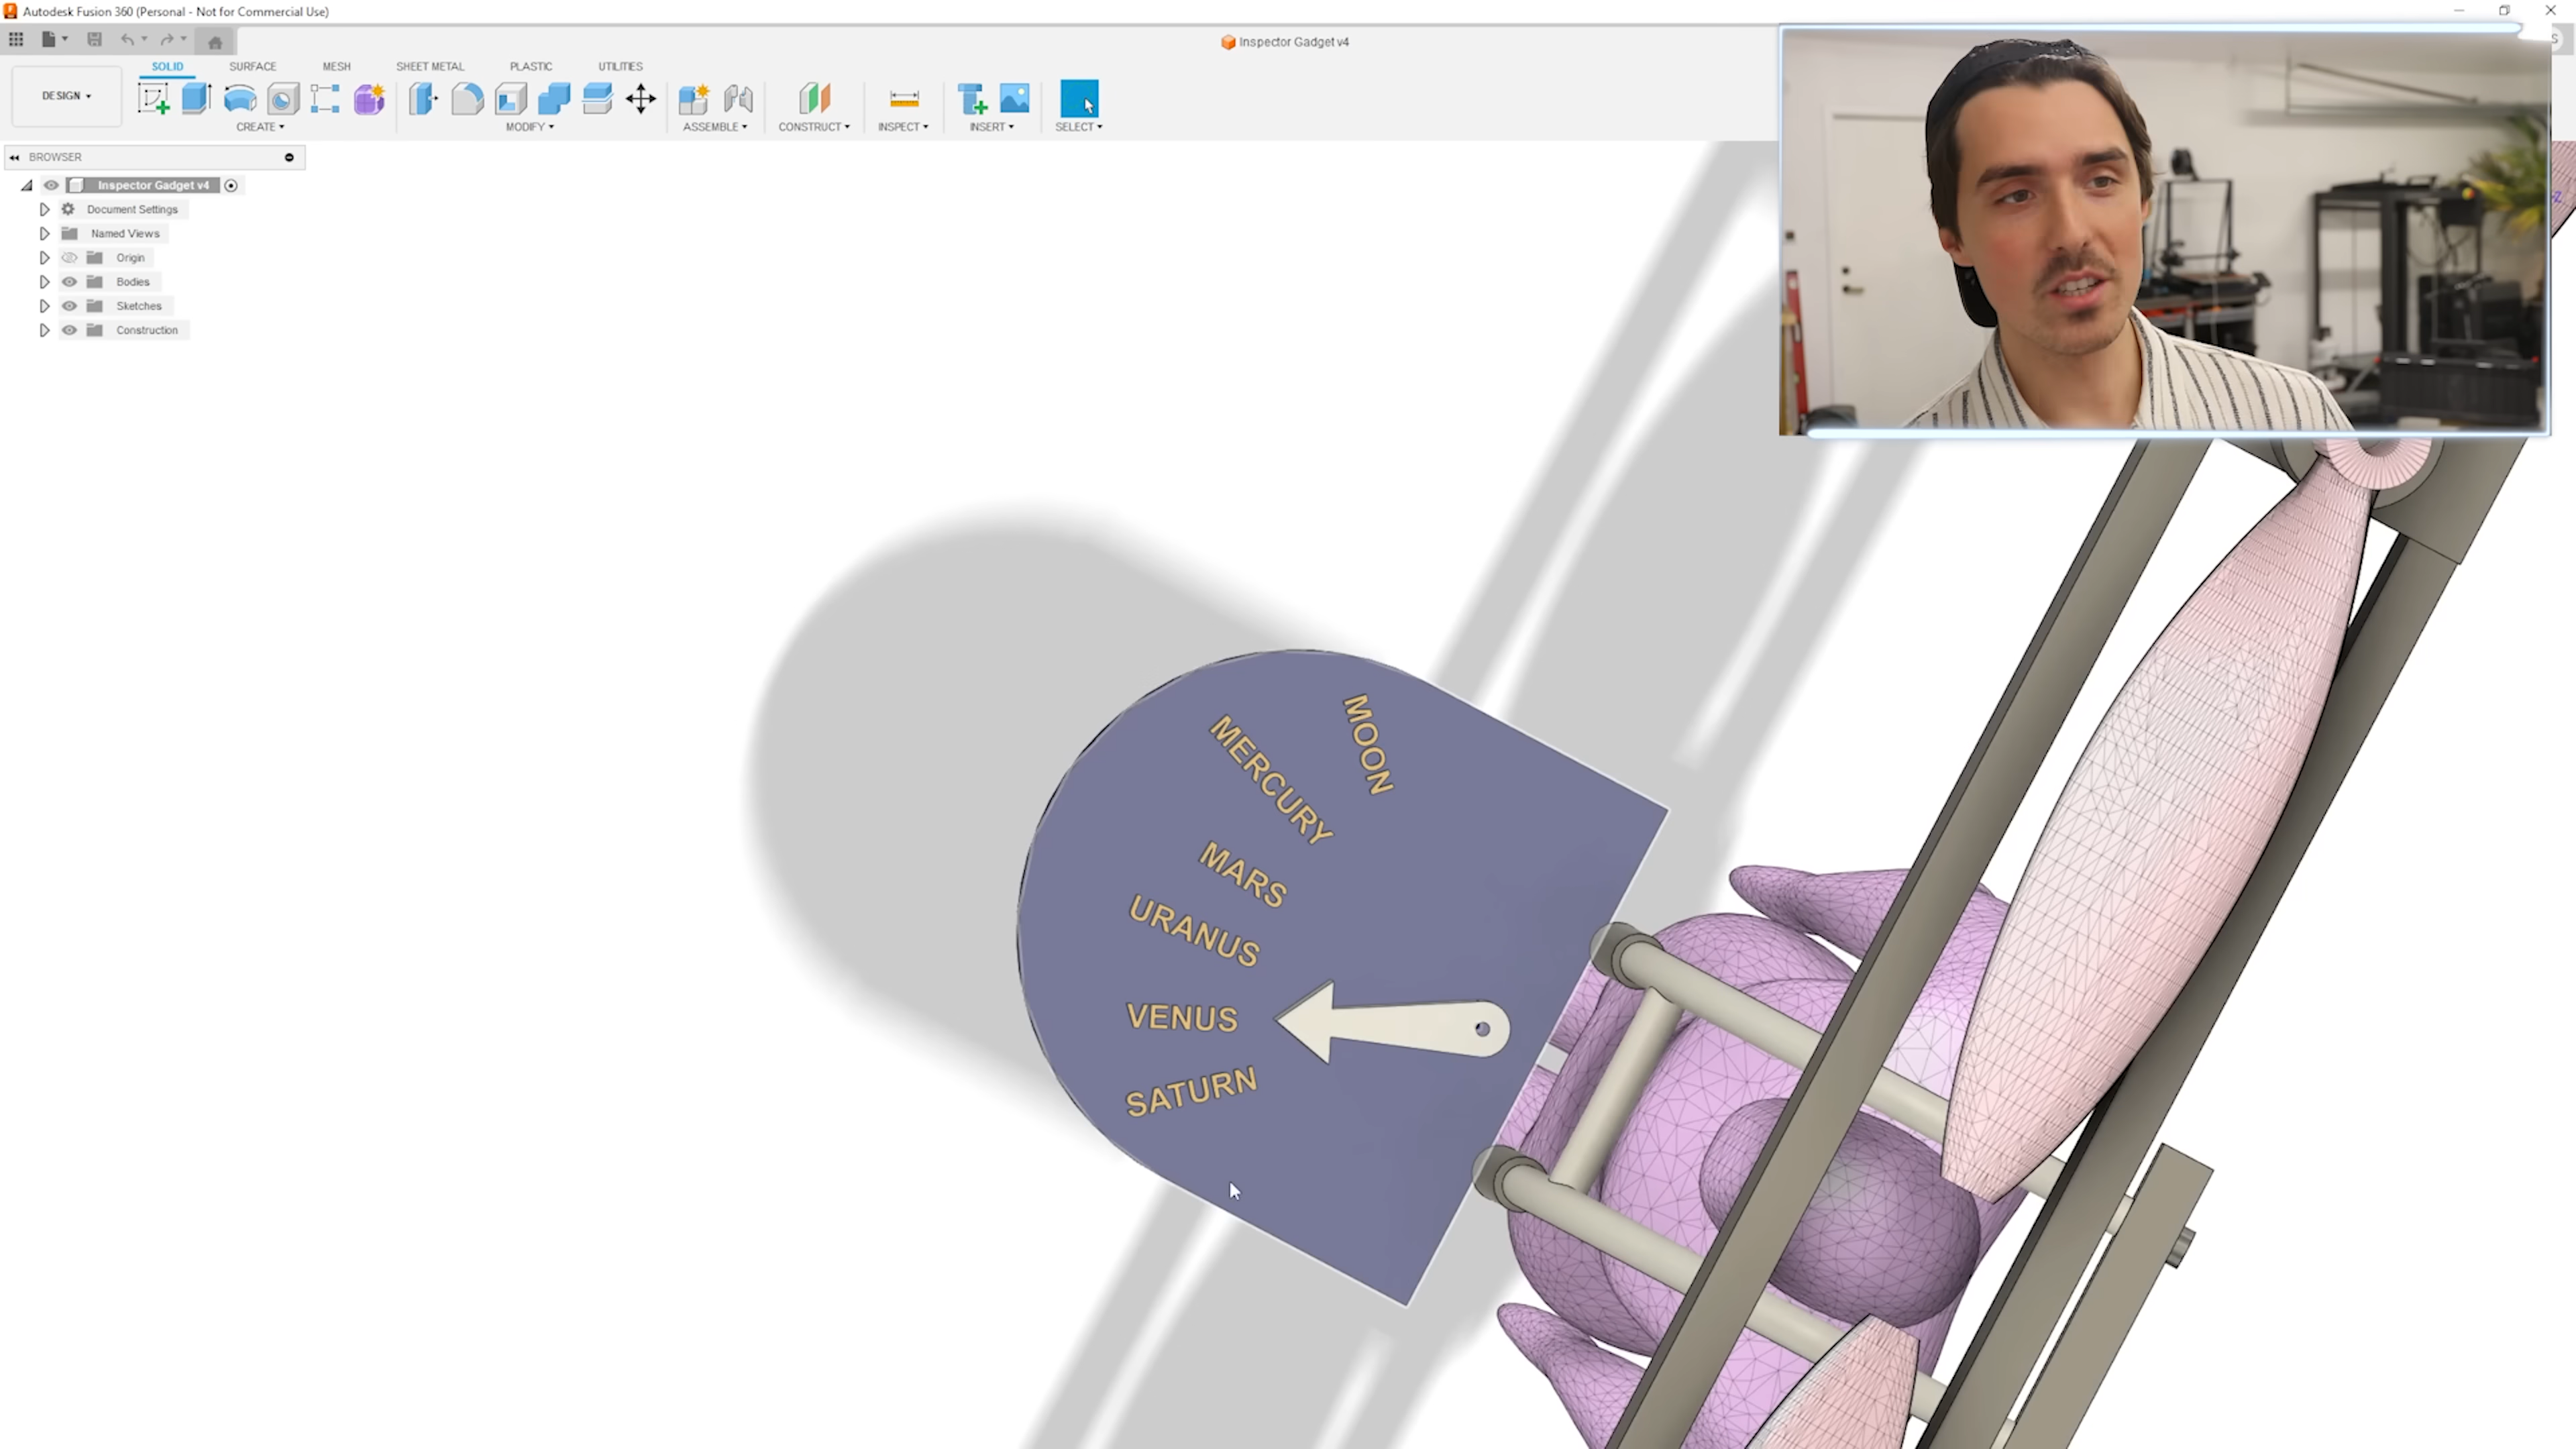 Autodesk Fusion 360 (Personal - Not for Commercial Use)
Inspector Gadget v4
SOLID SURFACE MESH SHEET METAL PLASTIC UTILITIES
DESIGN
CREATE MODIFY ASSEMBLE CONSTRUCT INSPECT INSERT SELECT
BROWSER
Inspector Gadget v4
Document Settings
Named Views
Origin
Bodies
Sketches
Construction
MOON
MERCURY
MARS
URANUS
VENUS
SATURN